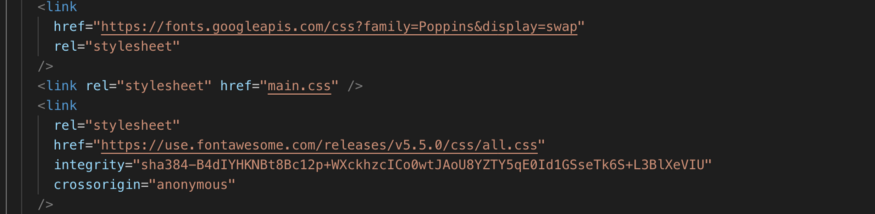 <link
href="https://fonts.googleapis.com/css?family=Poppins&display=swap"
rel="stylesheet"
/>
<link rel="stylesheet" href="main.css" />
<link
rel="stylesheet"
href="https://use.fontawesome.com/releases/v5.5.0/css/all.css"
integrity="sha384-B4dIYHKNBt8Bc12p+WXckhzcICo0wtJAoU8YZTY5qE0Id1GSseTk6S+L3BlXeVIU"
crossorigin="anonymous"
/>